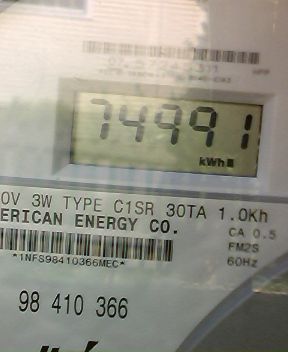 74991
kWh
0V 3W TYPE C1SR 30TA 1.0Kh
ERICAN ENERGY CO.
CA 0.5
FM2S
*1NFS98410366MEC*
60Hz
98 410 366